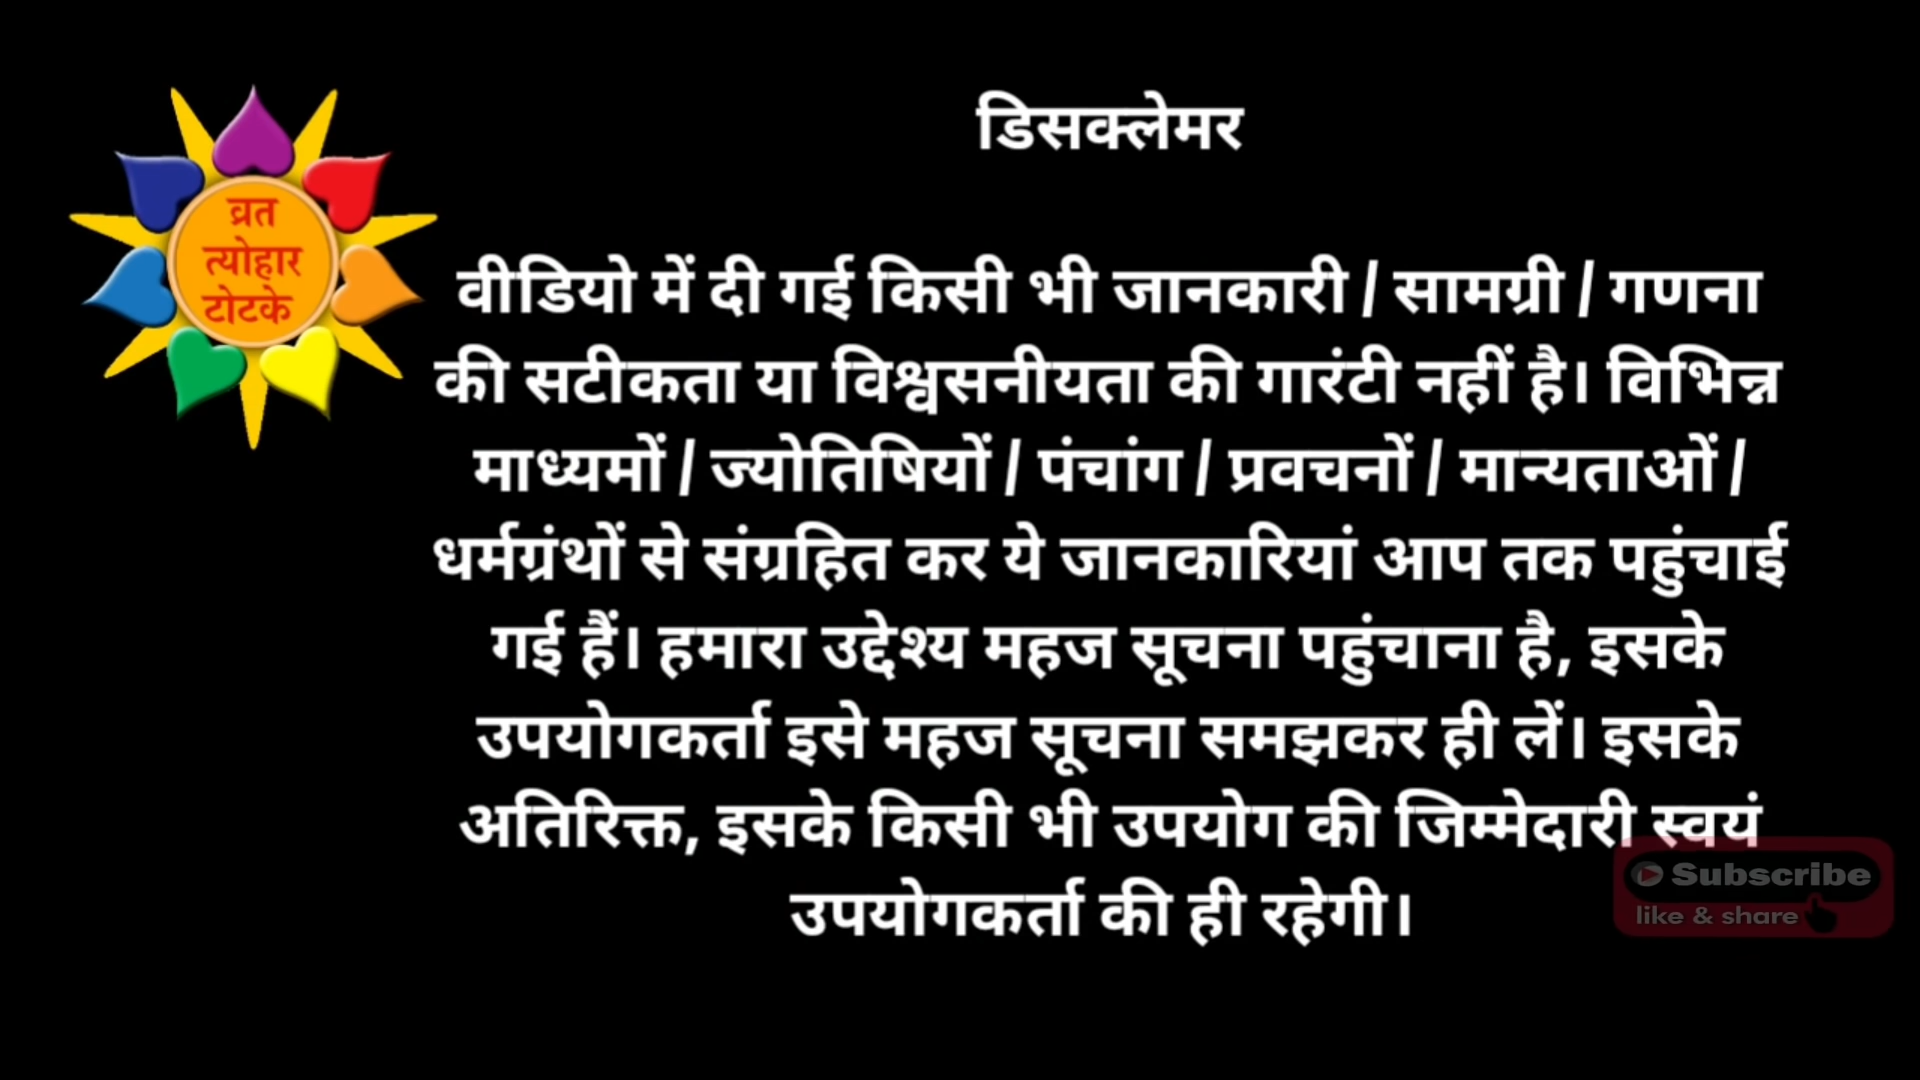 डिसक्लेमर
व्रत
त्योहार
टोटके
वीडियो में दी गई किसी भी जानकारी / सामग्री / गणना
की सटीकता या विश्वसनीयता की गारंटी नहीं है। विभिन्न
माध्यमों / ज्योतिषियों / पंचांग / प्रवचनों / मान्यताओं /
धर्मग्रंथों से संग्रहित कर ये जानकारियां आप तक पहुंचाई
गई हैं। हमारा उद्देश्य महज सूचना पहुंचाना है, इसके
उपयोगकर्ता इसे महज सूचना समझकर ही लें। इसके
अतिरिक्त, इसके किसी भी उपयोग की जिम्मेदारी स्वयं
उपयोगकर्ता की ही रहेगी।
Subscribe
like & share